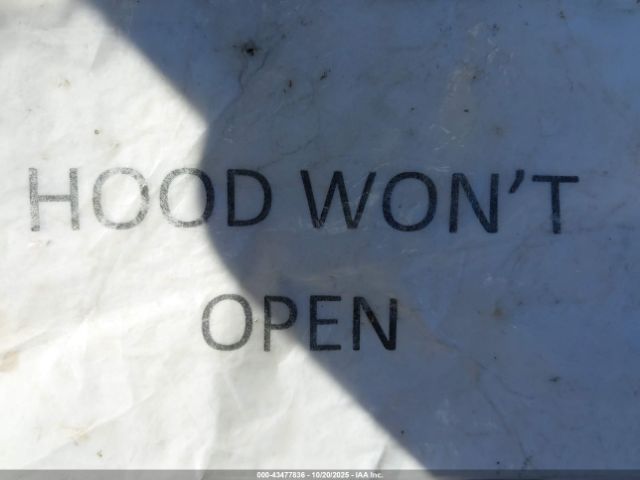 HOOD WON'T
OPEN
000-43477836 - 10/20/2025 - IAA Inc.